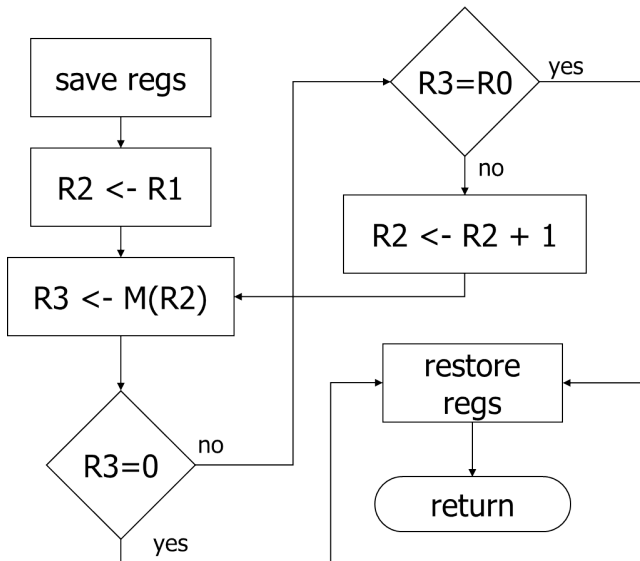 save regs
R2 <- R1
R3 <- M(R2)
R3=0
no
yes
R3=R0
yes
no
R2 <- R2 + 1
restore
regs
return